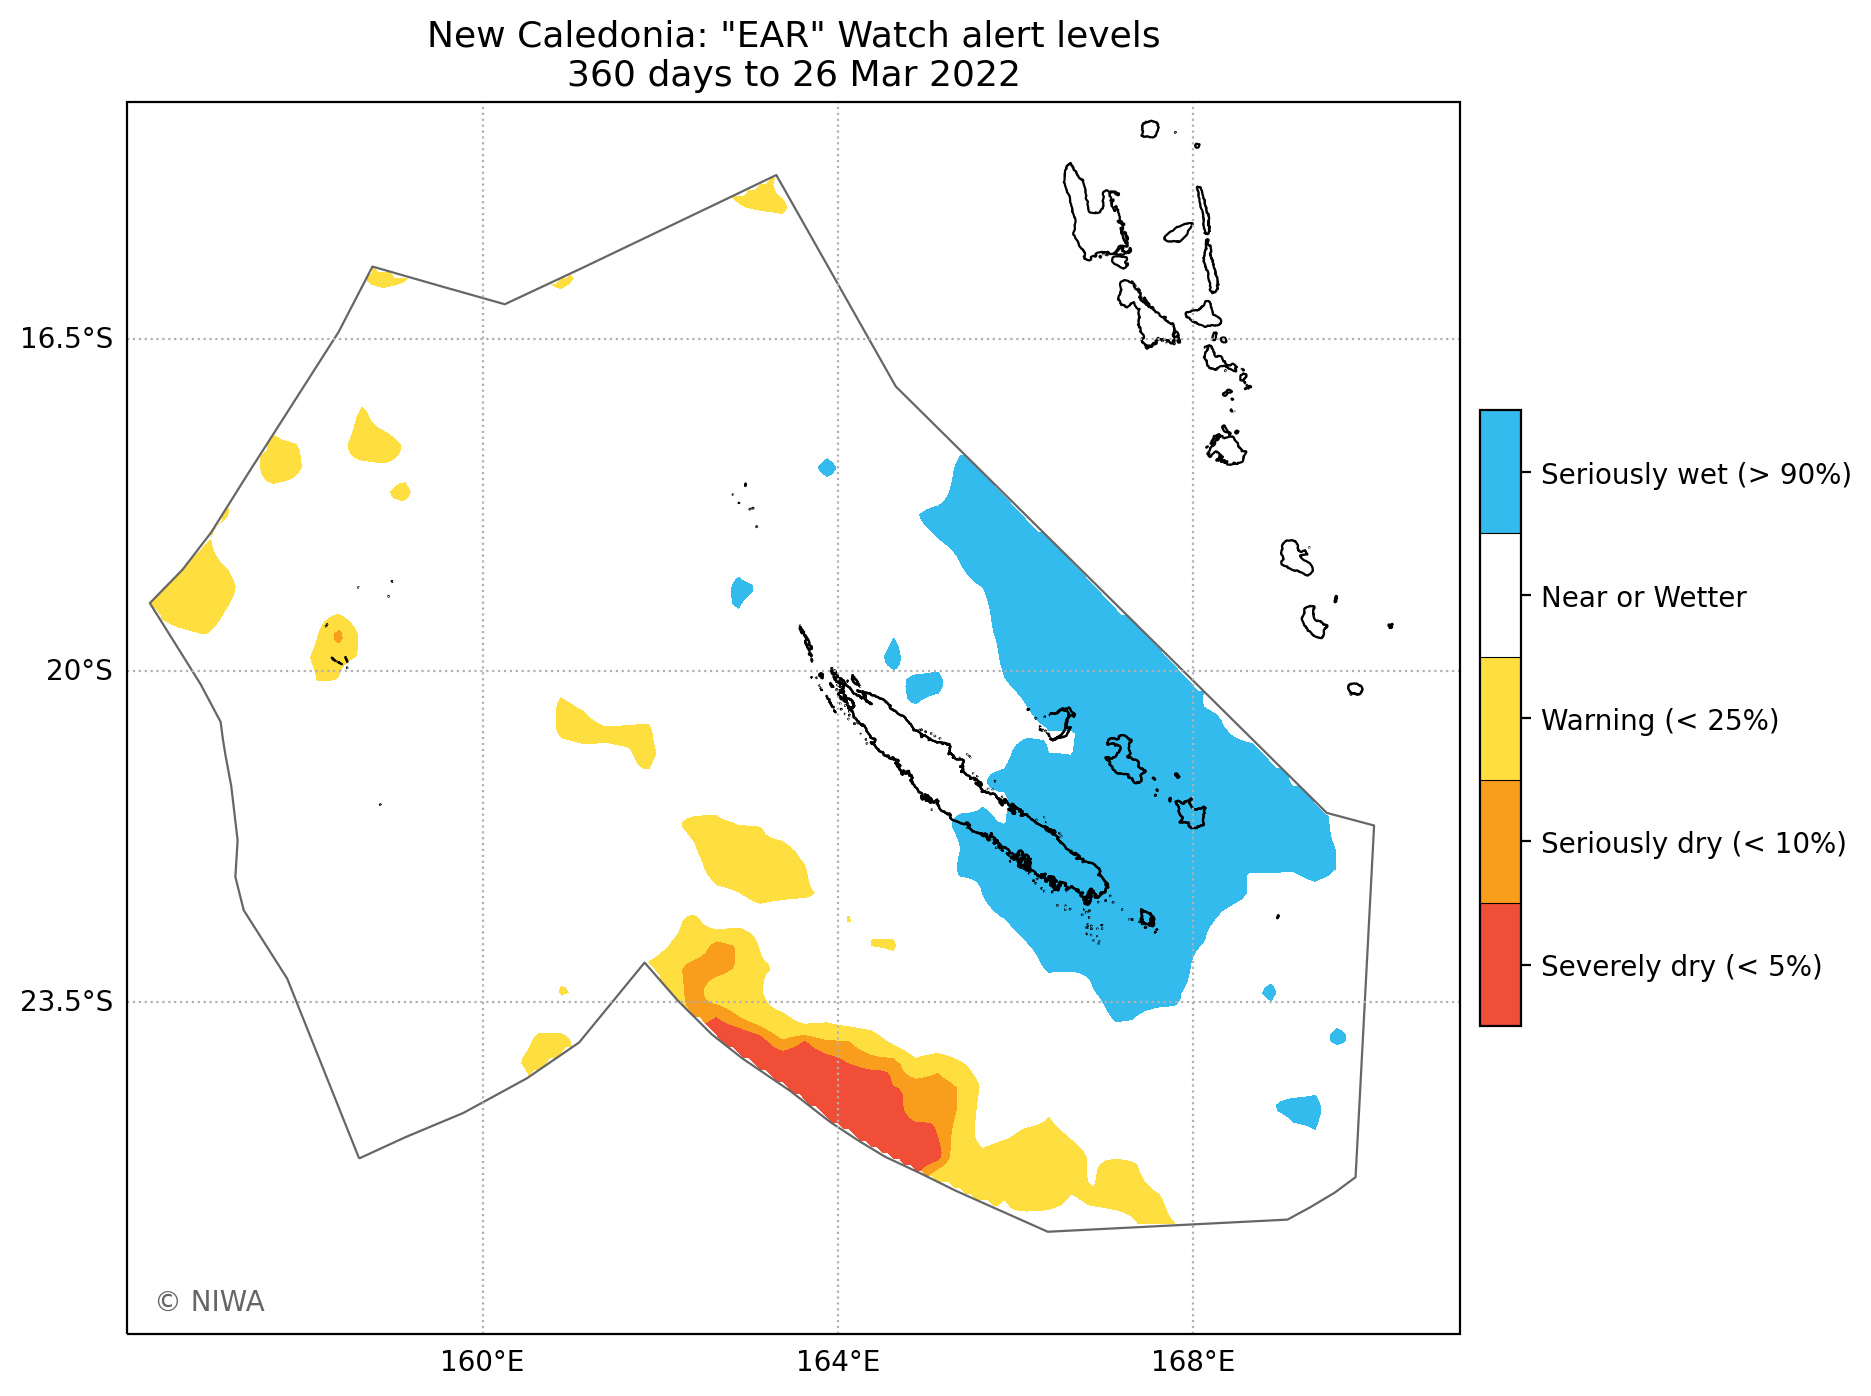 New Caledonia: "EAR" Watch alert levels
360 days to 26 Mar 2022
16.5°S
20°S
23.5°S
160°E
164°E
168°E
Seriously wet (> 90%)
Near or Wetter
Warning (< 25%)
Seriously dry (< 10%)
Severely dry (< 5%)
© NIWA